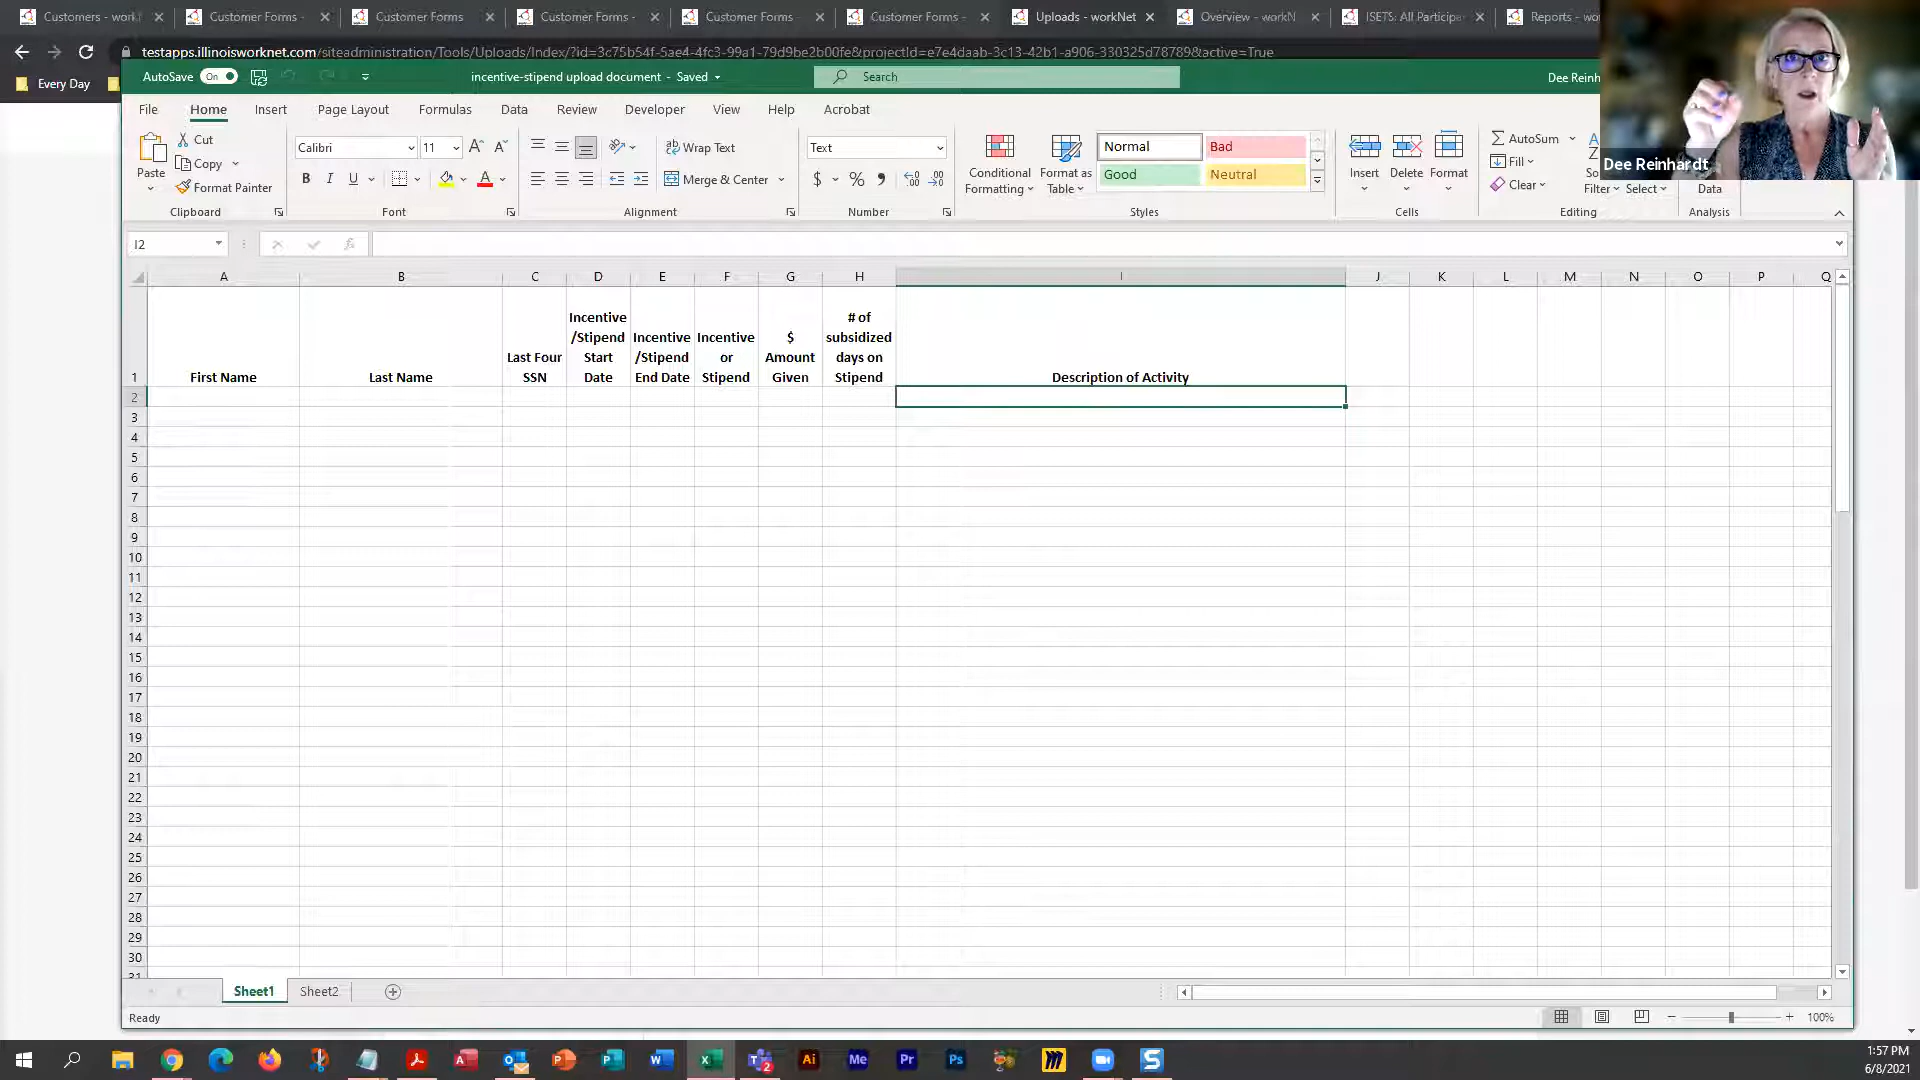 Customers - workN
Customer Forms -
Customer Forms
Customer Forms -
Customer Forms
Customer Forms -
Uploads - workNet
Overview - workN
ISETS: All Participa
Reports - wo
testapps.illinoisworknet.com/siteadministration/Tools/Uploads/Index/?id=3c75b54f-5ae4-4fc3-99a1-79d9be2b00fe&projectId=e7e4daab-3c13-42b1-a906-330325d78789&active=True
Every Day
AutoSave On
incentive-stipend upload document - Saved
Search
Dee Reinh
Dee Reinhardt
File Home Insert Page Layout Formulas Data Review Developer View Help Acrobat
Paste
Cut
Copy
Format Painter
Clipboard
Calibri 11
B I U
Font
Wrap Text
Merge & Center
Alignment
Text
$ % 9
Number
Conditional Formatting
Format as Table
Normal Bad
Good Neutral
Styles
Insert Delete Format
Cells
AutoSum
Fill
Clear
So
Filter Select
Editing
Data
Analysis
I2
fx
A B C D E F G H I J K L M N O P Q
1
First Name
Last Name
Last Four
SSN
Incentive
/Stipend
Start
Date
Incentive
/Stipend
End Date
Incentive
or
Stipend
$
Amount
Given
# of
subsidized
days on
Stipend
Description of Activity
2
3
4
5
6
7
8
9
10
11
12
13
14
15
16
17
18
19
20
21
22
23
24
25
26
27
28
29
30
31
Sheet1 Sheet2
Ready
100%
1:57 PM
6/8/2021